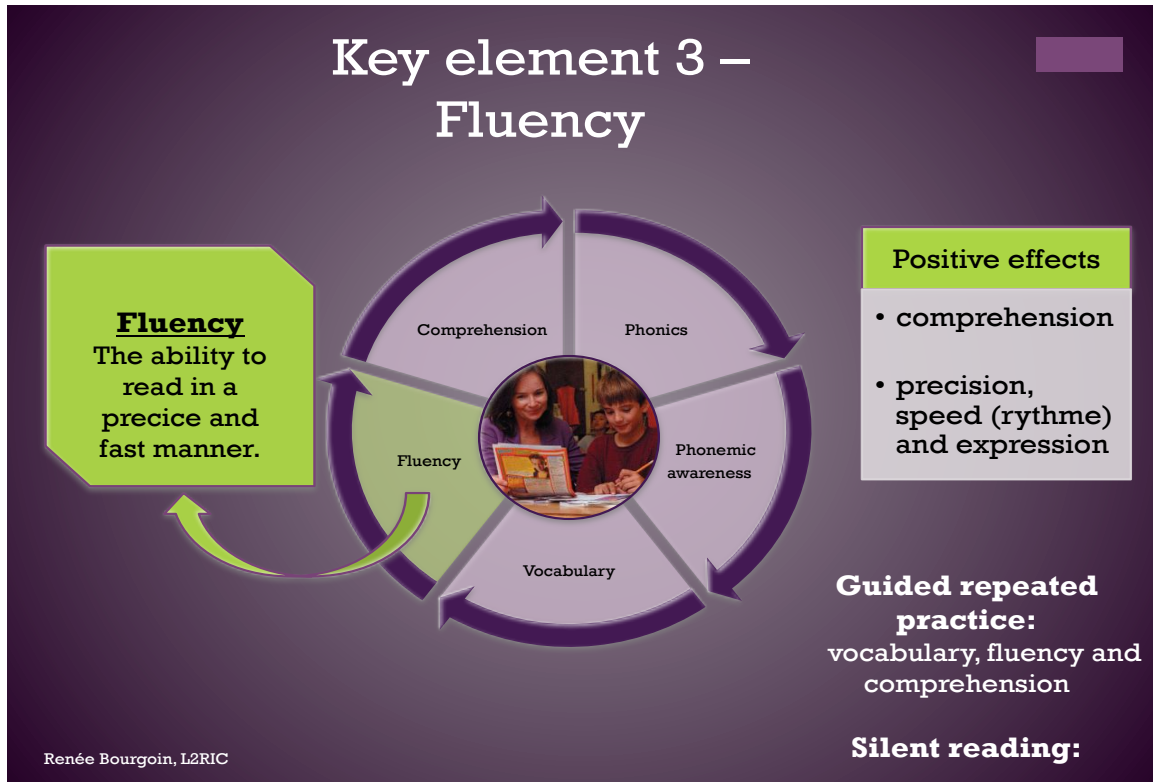 Key element 3 –
Fluency
Fluency
The ability to
read in a
precice and
fast manner.
Comprehension
Phonics
Fluency
Phonemic
awareness
Vocabulary
Positive effects
• comprehension
• precision,
speed (rythme)
and expression
Guided repeated
practice:
vocabulary, fluency and
comprehension
Silent reading:
Renée Bourgoin, L2RIC